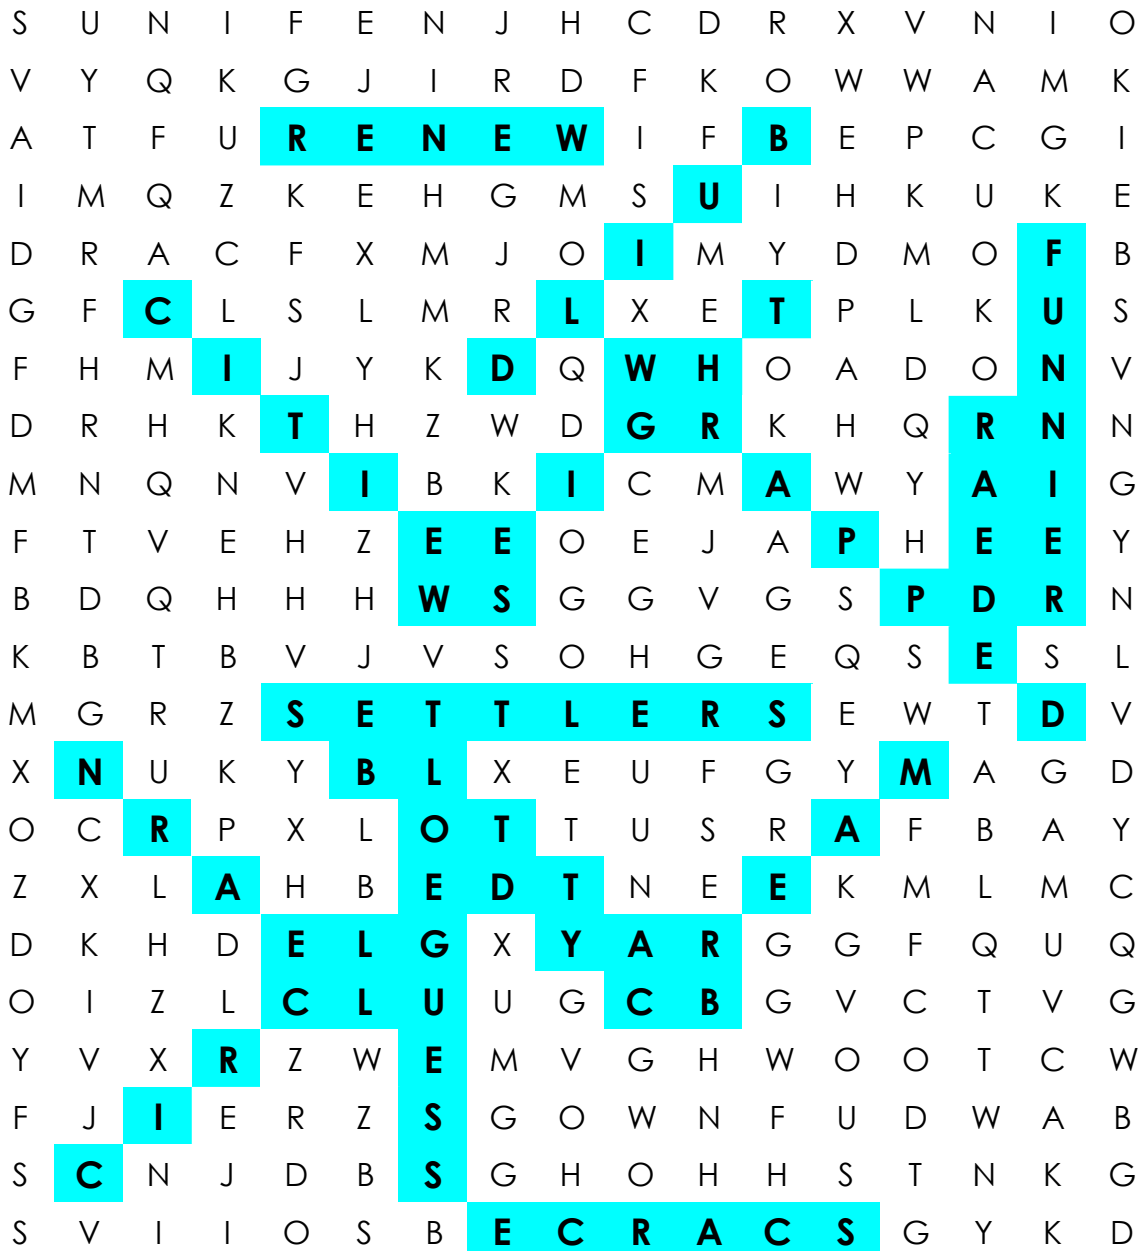 S U N I F E N J H C D R X V N I O
V Y Q K G J I R D F K O W W A M K
A T F U R E N E W I F B E P C G I
I M Q Z K E H G M S U I H K U K E
D R A C F X M J O I M Y D M O F B
G F C L S L M R L X E T P L K U S
F H M I J Y K D Q W H O A D O N V
D R H K T H Z W D G R K H Q R N N
M N Q N V I B K I C M A W Y A I G
F T V E H Z E E O E J A P H E E Y
B D Q H H H W S G G V G S P D R N
K B T B V J V S O H G E Q S E S L
M G R Z S E T T L E R S E W T D V
X N U K Y B L X E U F G Y M A G D
O C R P X L O T T U S R A F B A Y
Z X L A H B E D T N E E K M L M C
D K H D E L G X Y A R G G F Q U Q
O I Z L C L U U G C B G V C T V G
Y V X R Z W E M V G H W O O T C W
F J I E R Z S G O W N F U D W A B
S C N J D B S G H O H H S T N K G
S V I I O S B E C R A C S G Y K D